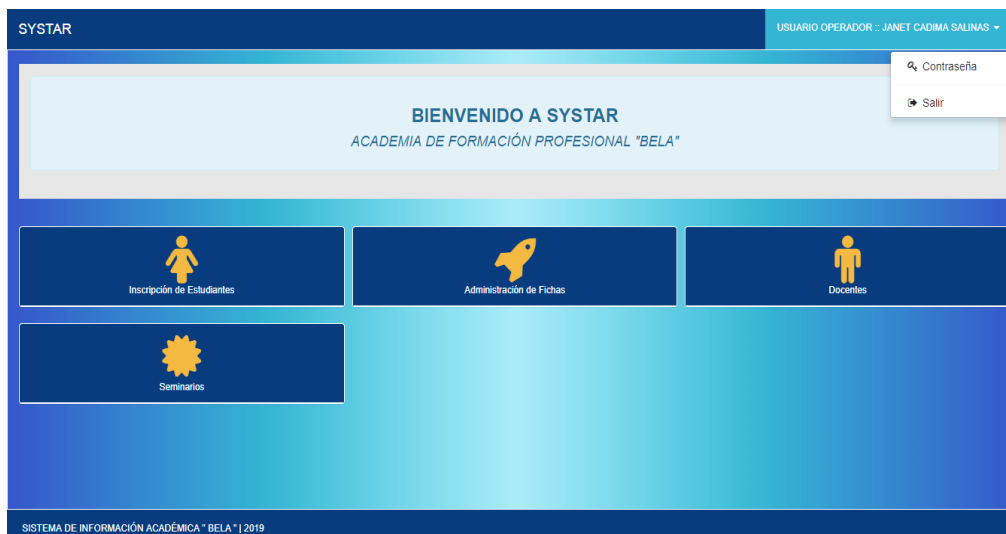 SYSTAR
USUARIO OPERADOR :: JANET CADIMA SALINAS
Contraseña
Salir
BIENVENIDO A SYSTAR
ACADEMIA DE FORMACIÓN PROFESIONAL "BELA"
Inscripción de Estudiantes
Administración de Fichas
Docentes
Seminarios
SISTEMA DE INFORMACIÓN ACADÉMICA " BELA " | 2019